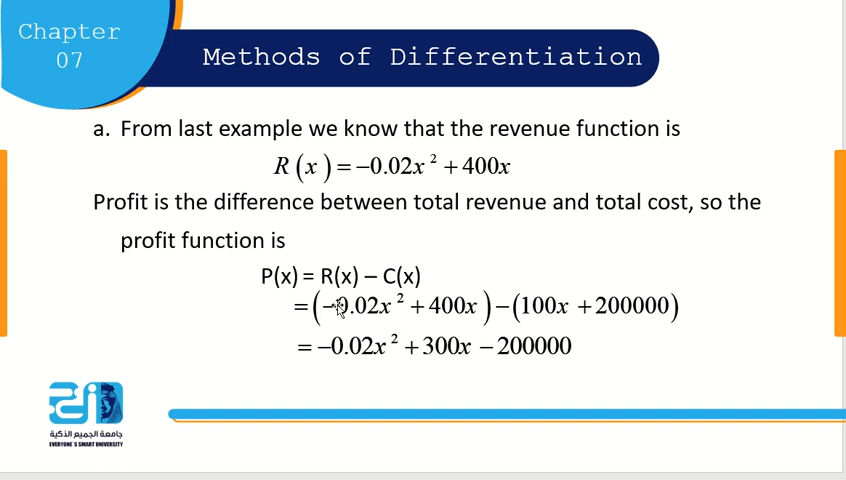 Chapter
07
Methods of Differentiation
a. From last example we know that the revenue function is
R(x) = −0.02x² + 400x
Profit is the difference between total revenue and total cost, so the
profit function is
P(x) = R(x) – C(x)
= (−0.02x² + 400x) − (100x + 200000)
= −0.02x² + 300x − 200000
جامعة الجميع الذكية
EVERYONE'S SMART UNIVERSITY